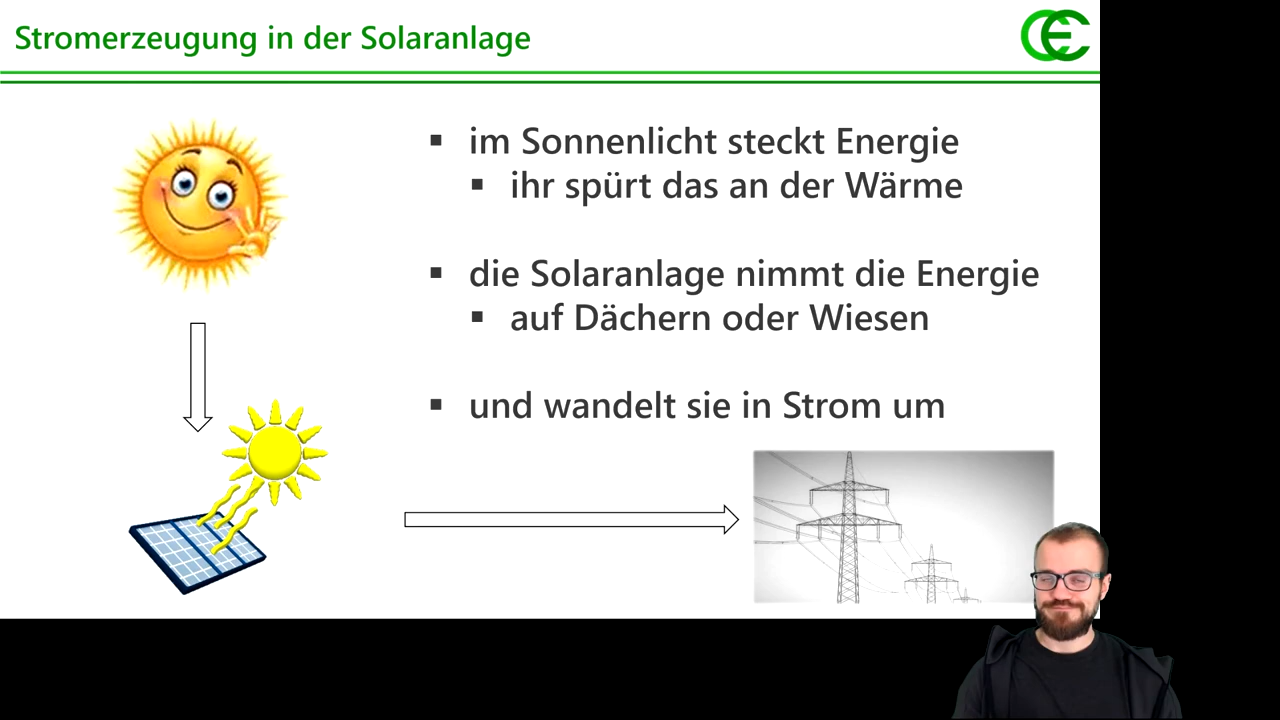 Stromerzeugung in der Solaranlage
CE
▪ im Sonnenlicht steckt Energie
▪ ihr spürt das an der Wärme
▪ die Solaranlage nimmt die Energie
▪ auf Dächern oder Wiesen
▪ und wandelt sie in Strom um